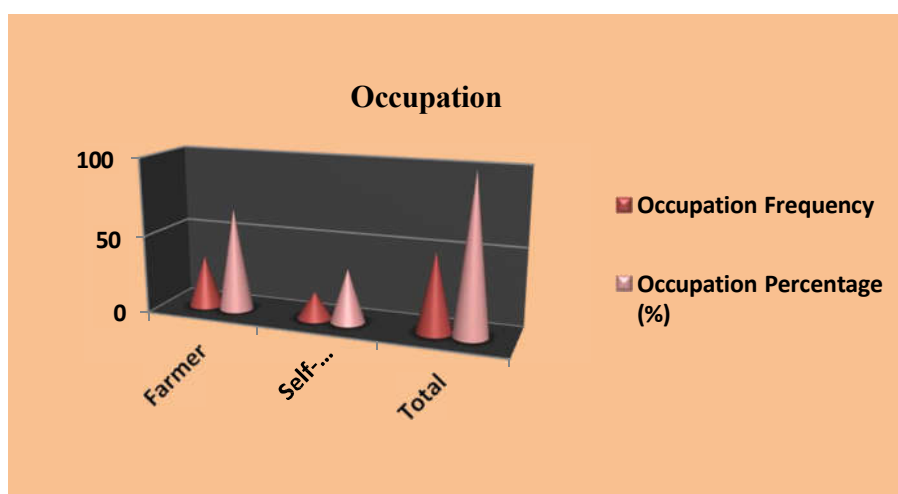 Occupation
100
50
0
Farmer
Self-...
Total
Occupation Frequency
Occupation Percentage
(%)